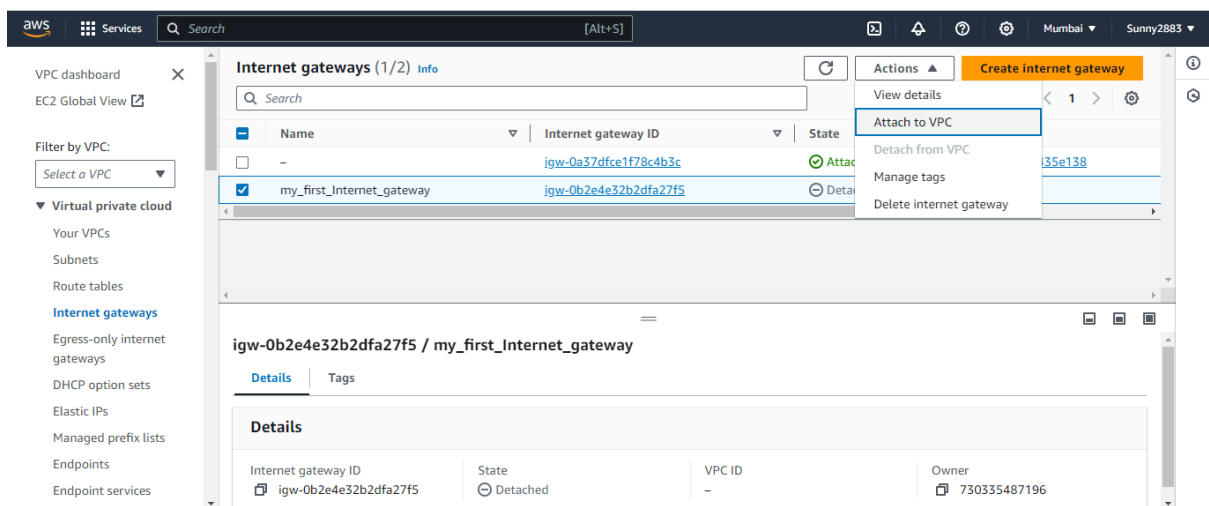 aws Services Search [Alt+S] Mumbai ▼ Sunny2883 ▼
VPC dashboard
EC2 Global View
Filter by VPC:
Select a VPC
Virtual private cloud
Your VPCs
Subnets
Route tables
Internet gateways
Egress-only internet
gateways
DHCP option sets
Elastic IPs
Managed prefix lists
Endpoints
Endpoint services
Internet gateways (1/2) Info
Actions ▲ Create internet gateway
Search
1
View details
Attach to VPC
Detach from VPC
Manage tags
Delete internet gateway
Name Internet gateway ID State
– igw-0a37dfce1f78c4b3c Attac 435e138
my_first_Internet_gateway igw-0b2e4e32b2dfa27f5 Deta
igw-0b2e4e32b2dfa27f5 / my_first_Internet_gateway
Details Tags
Details
Internet gateway ID State VPC ID Owner
igw-0b2e4e32b2dfa27f5 Detached – 730335487196